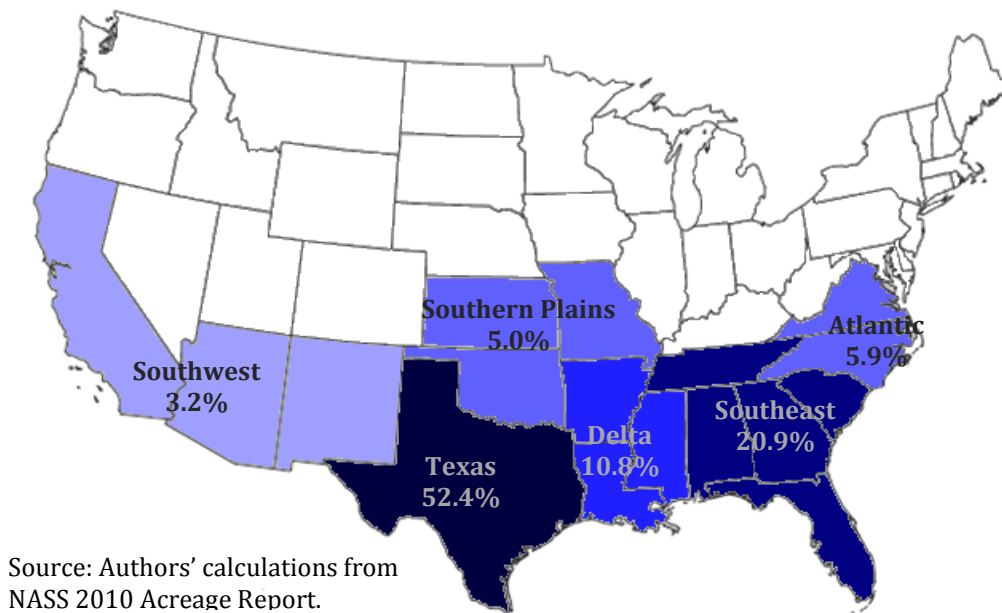 Southern Plains
5.0%
Atlantic
5.9%
Southwest
3.2%
Southeast
20.9%
Delta
10.8%
Texas
52.4%
Source: Authors’ calculations from
NASS 2010 Acreage Report.